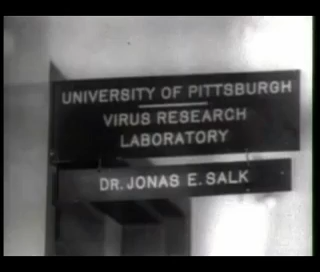 UNIVERSITY OF PITTSBURGH
VIRUS RESEARCH
LABORATORY
DR. JONAS E. SALK